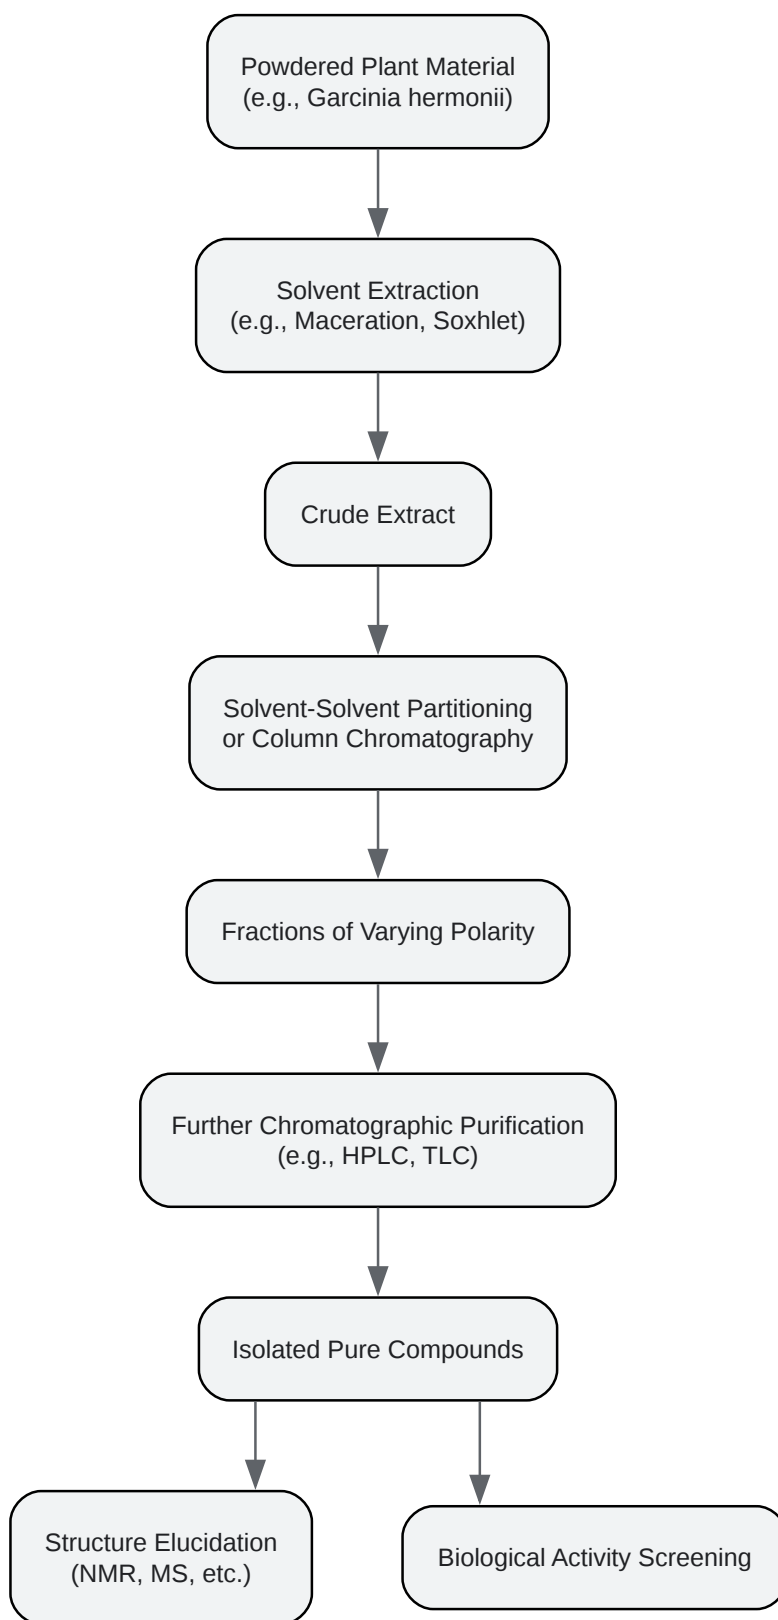 Powdered Plant Material
(e.g., Garcinia hermonii)
Solvent Extraction
(e.g., Maceration, Soxhlet)
Crude Extract
Solvent-Solvent Partitioning
or Column Chromatography
Fractions of Varying Polarity
Further Chromatographic Purification
(e.g., HPLC, TLC)
Isolated Pure Compounds
Structure Elucidation
(NMR, MS, etc.)
Biological Activity Screening